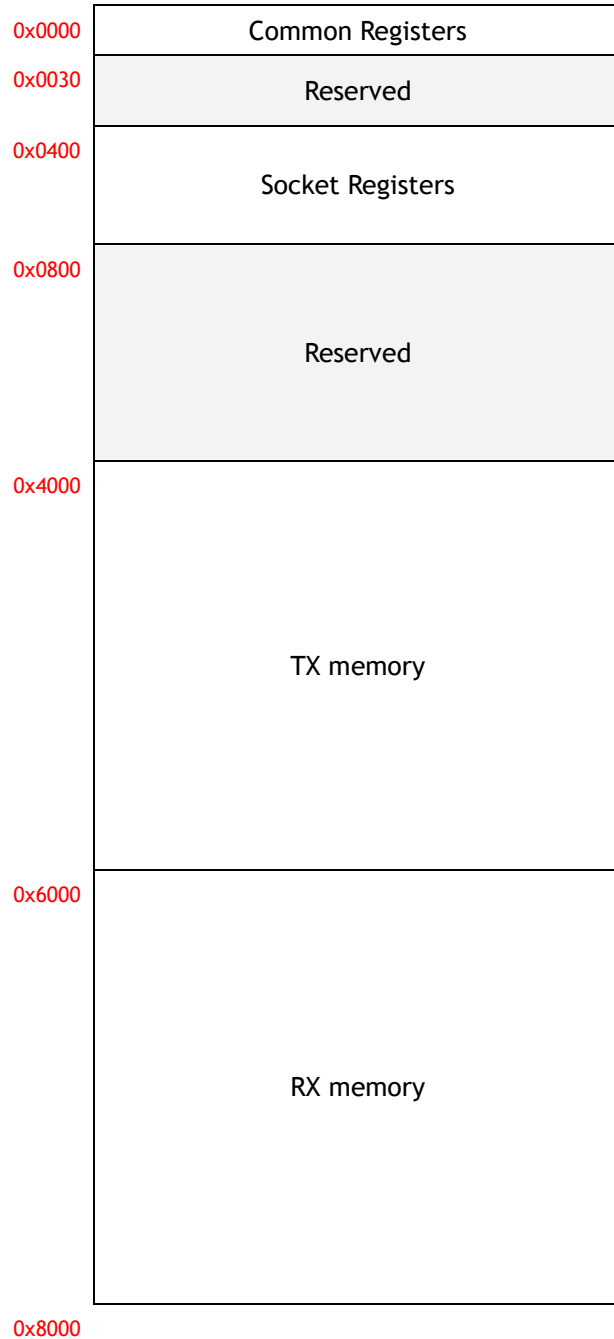 0x0000
Common Registers
0x0030
Reserved
0x0400
Socket Registers
0x0800
Reserved
0x4000
TX memory
0x6000
RX memory
0x8000